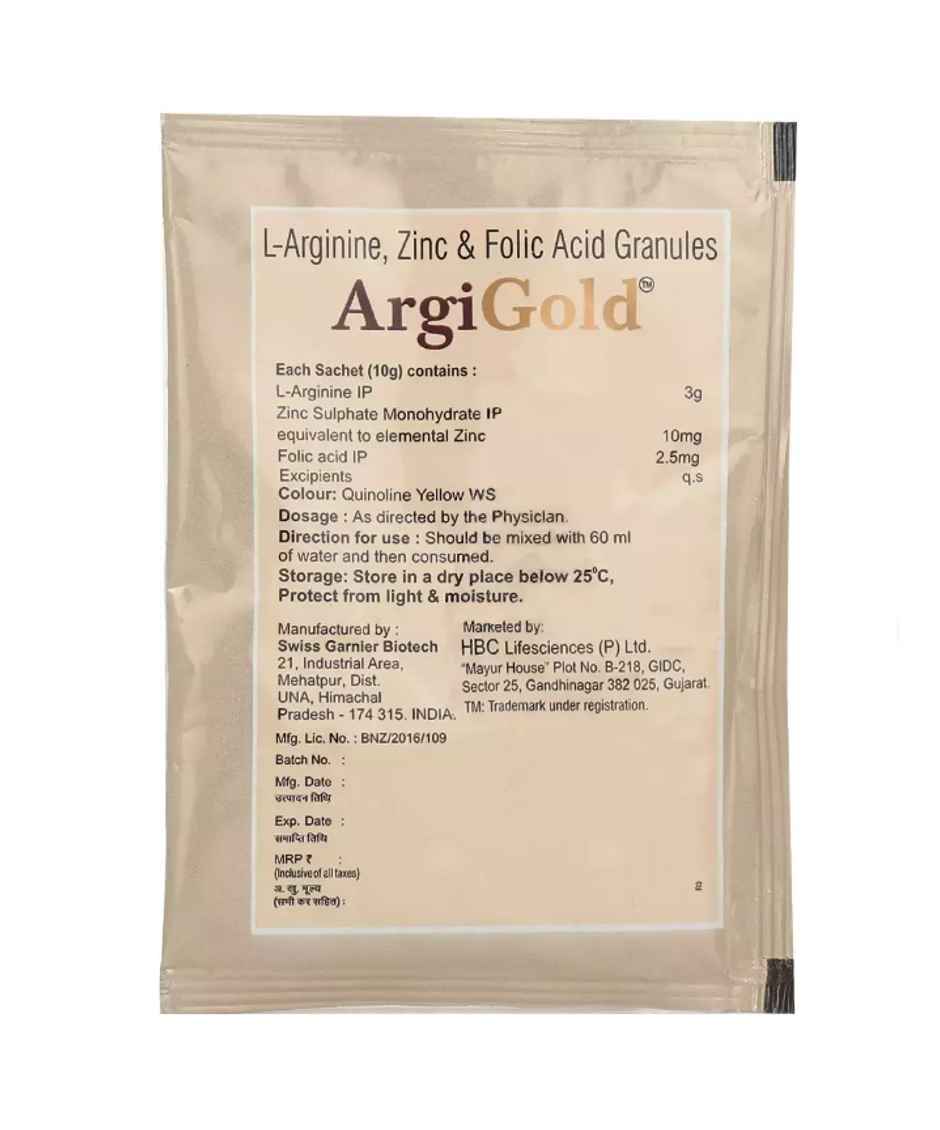 L-Arginine, Zinc & Folic Acid Granules
ArgiGold™
Each Sachet (10g) contains :
L-Arginine IP 3g
Zinc Sulphate Monohydrate IP
equivalent to elemental Zinc 10mg
Folic acid IP 2.5mg
Excipients q.s
Colour: Quinoline Yellow WS
Dosage : As directed by the Physician.
Direction for use : Should be mixed with 60 ml
of water and then consumed.
Storage: Store in a dry place below 25°C,
Protect from light & moisture.
Manufactured by :
Swiss Garnier Biotech
21, Industrial Area,
Mehatpur, Dist.
UNA, Himachal
Pradesh - 174 315. INDIA.
Marketed by:
HBC Lifesciences (P) Ltd.
"Mayur House" Plot No. B-218, GIDC,
Sector 25, Gandhinagar 382 025, Gujarat.
TM: Trademark under registration.
Mfg. Lic. No. : BNZ/2016/109
Batch No. :
Mfg. Date :
उत्पादन तिथि
Exp. Date :
समाप्ति तिथि
MRP ₹ :
(Inclusive of all taxes)
अ. खु. मूल्य
(सभी कर सहित) :